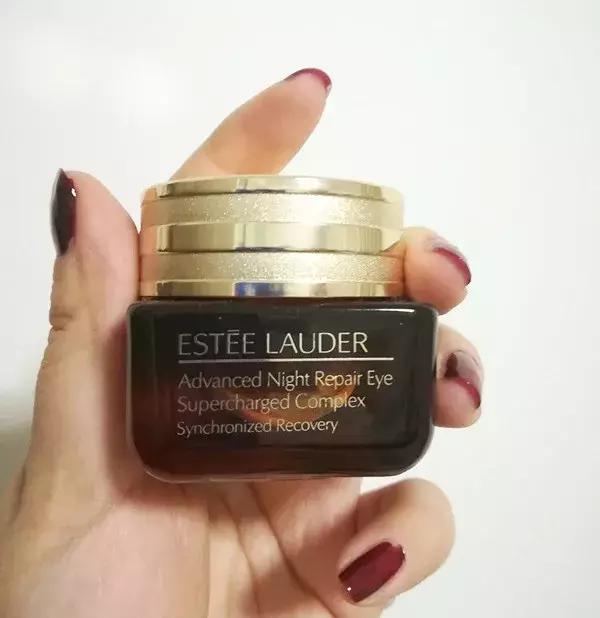 ESTĒE LAUDER
Advanced Night Repair Eye
Supercharged Complex
Synchronized Recovery